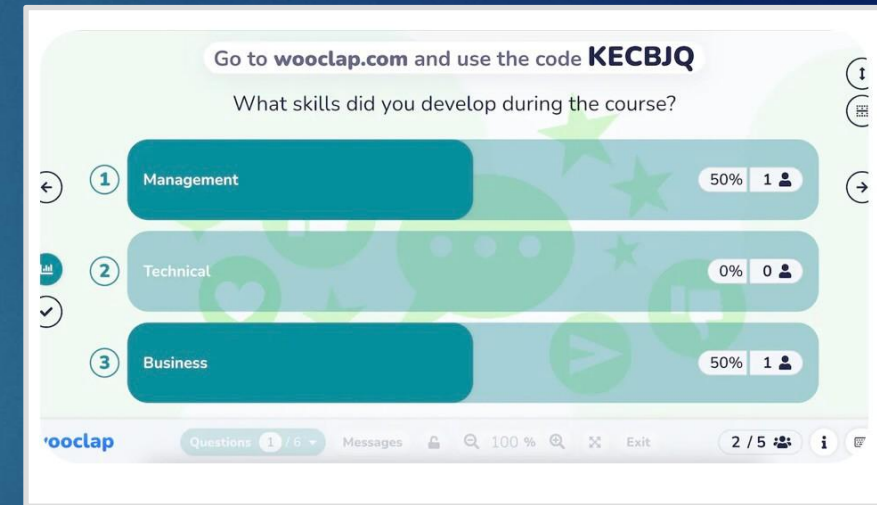 Go to wooclap.com and use the code KECBJQ
What skills did you develop during the course?
1 Management 50% 1
2 Technical 0% 0
3 Business 50% 1
wooclap Questions 1 / 6 Messages 100 % Exit 2 / 5 i